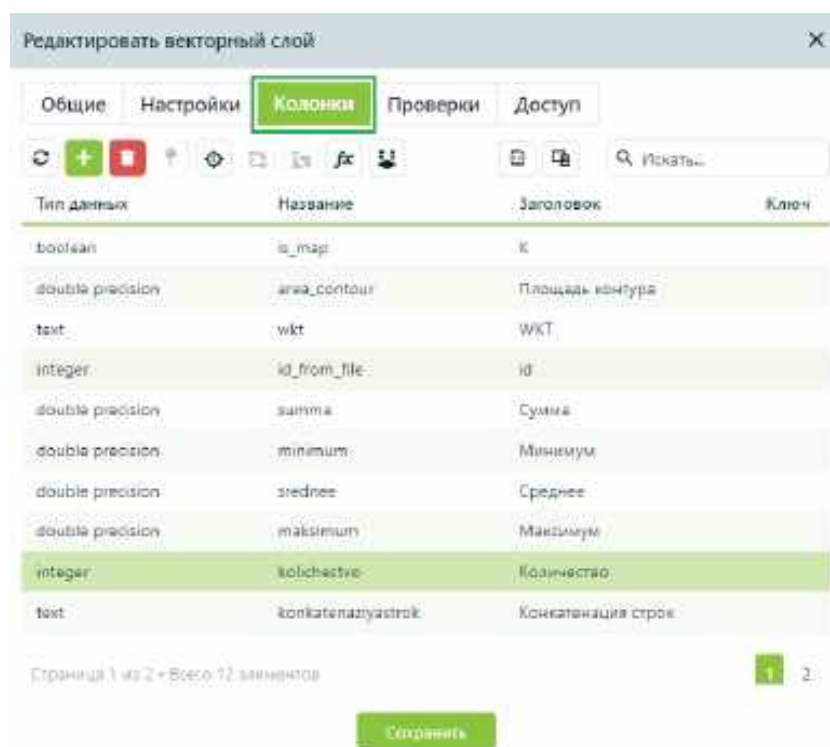 Редактировать векторный слой
Общие Настройки Колонки Проверки Доступ
fx Искать...
Тип данных Название Заголовок Ключ
boolean is_map К
double precision area_contour Площадь контура
text wkt WKT
integer id_from_file id
double precision summa Сумма
double precision minimum Минимум
double precision srednee Среднее
double precision maksimum Максимум
integer kolichestvo Количество
text konkatenaziyastrok Конкатенация строк
Страница 1 из 2 • Всего 12 элементов 1 2
Сохранить